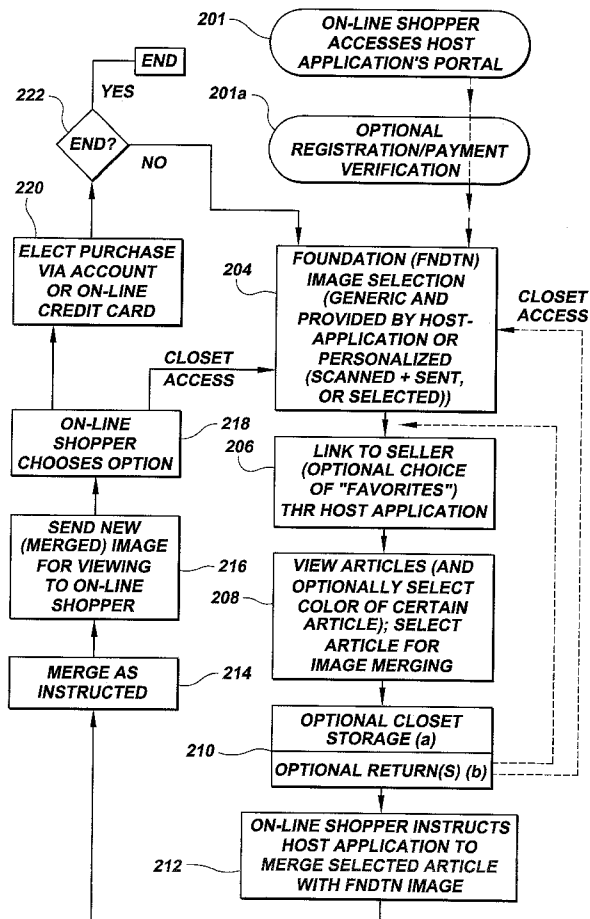 201
ON-LINE SHOPPER
ACCESSES HOST
APPLICATION'S PORTAL
201a
OPTIONAL
REGISTRATION/PAYMENT
VERIFICATION
204
FOUNDATION (FNDTN)
IMAGE SELECTION
(GENERIC AND
PROVIDED BY HOST-
APPLICATION OR
PERSONALIZED
(SCANNED + SENT,
OR SELECTED))
CLOSET
ACCESS
206
LINK TO SELLER
(OPTIONAL CHOICE
OF "FAVORITES")
THR HOST APPLICATION
208
VIEW ARTICLES (AND
OPTIONALLY SELECT
COLOR OF CERTAIN
ARTICLE); SELECT
ARTICLE FOR
IMAGE MERGING
210
OPTIONAL CLOSET
STORAGE (a)
OPTIONAL RETURN(S) (b)
212
ON-LINE SHOPPER INSTRUCTS
HOST APPLICATION TO
MERGE SELECTED ARTICLE
WITH FNDTN IMAGE
MERGE AS
INSTRUCTED
214
SEND NEW
(MERGED) IMAGE
FOR VIEWING
TO ON-LINE
SHOPPER
216
ON-LINE
SHOPPER
CHOOSES OPTION
218
CLOSET
ACCESS
220
ELECT PURCHASE
VIA ACCOUNT
OR ON-LINE
CREDIT CARD
222
END?
YES
NO
END